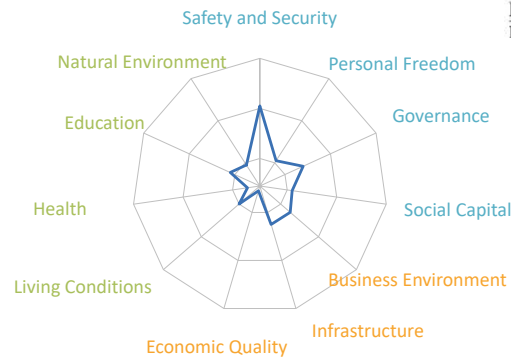 Safety and Security
Natural Environment
Personal Freedom
Education
Governance
Health
Social Capital
Living Conditions
Business Environment
Economic Quality
Infrastructure